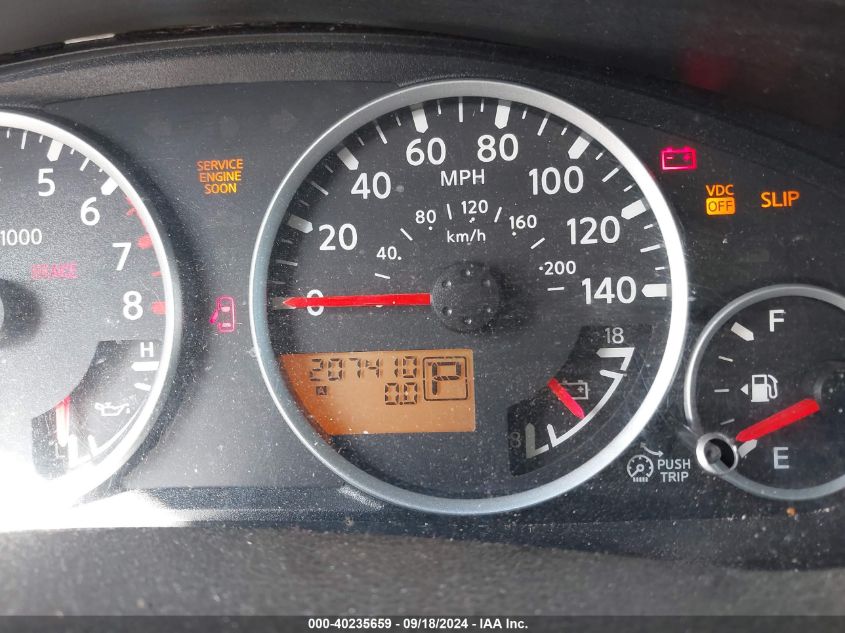 5
6
7
8
1000
BRAKE
H
SERVICE
ENGINE
SOON
0
20
40
60
80
100
120
140
MPH
km/h
40
80
120
160
200
207410
A 0.0
P
18
8
VDC
OFF
SLIP
PUSH
TRIP
F
E
000-40235659 - 09/18/2024 - IAA Inc.